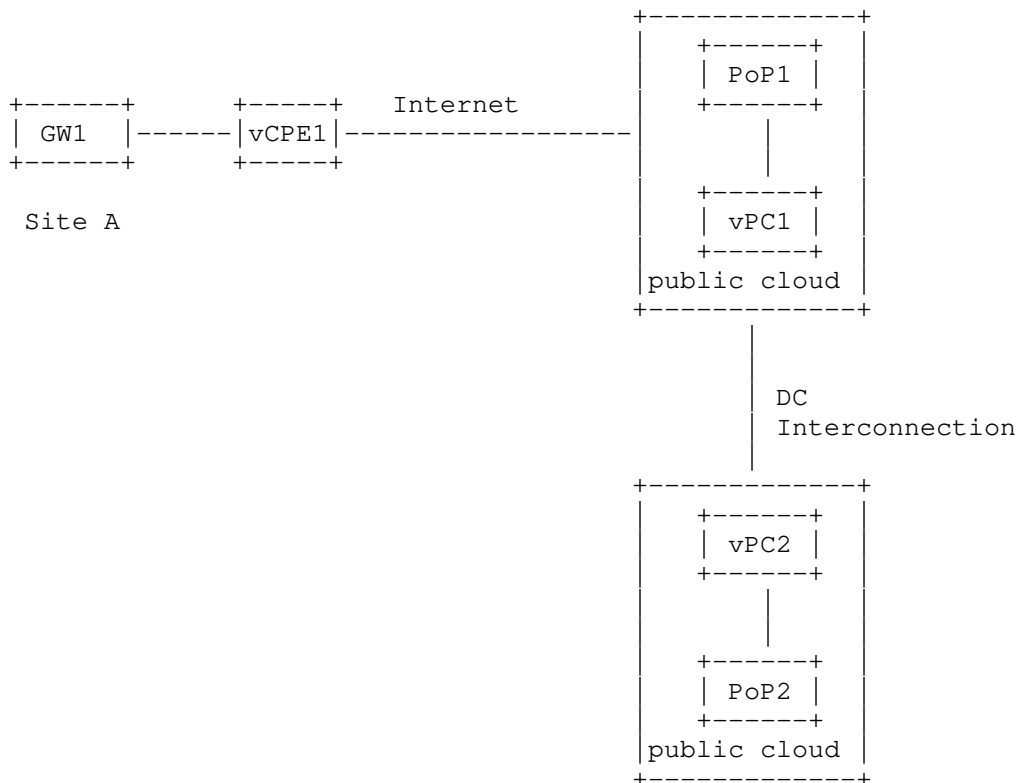 PoP1
Internet
GW1 vCPE1
vPC1
Site A
public cloud
DC
Interconnection
vPC2
PoP2
public cloud